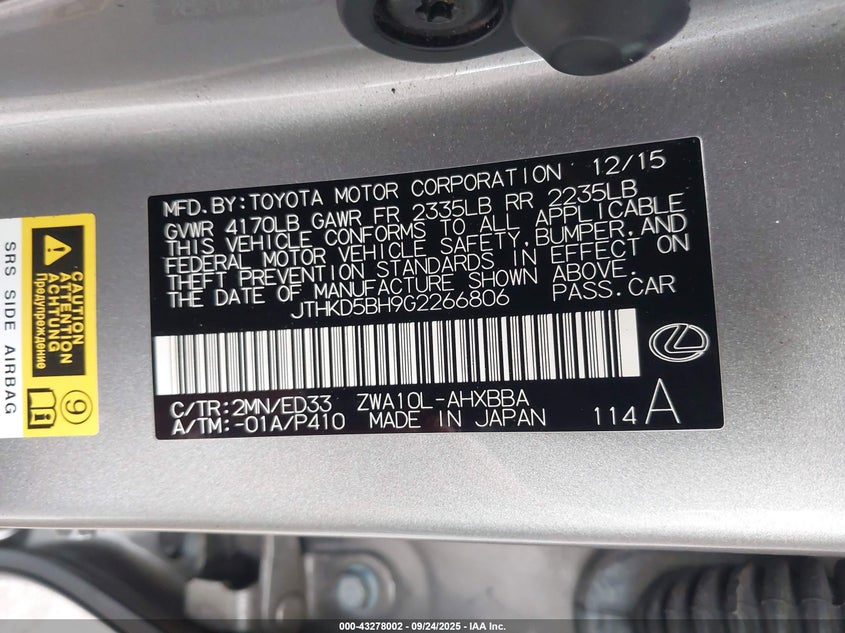 MFD.BY:TOYOTA MOTOR CORPORATION 12/15
GVWR 4170LB GAWR FR 2335LB RR 2235LB
THIS VEHICLE CONFORMS TO ALL APPLICABLE
FEDERAL MOTOR VEHICLE SAFETY,BUMPER,AND
THEFT PREVENTION STANDARDS IN EFFECT ON
THE DATE OF MANUFACTURE SHOWN ABOVE.
JTHKD5BH9G2266806 PASS.CAR
C/TR:2MN/ED33 ZWA10L-AHXBBA
A/TM:-01A/P410 MADE IN JAPAN 114 A
SRS SIDE AIRBAG
CAUTION
ATTENTION
ACHTUNG
Предупреждение
9
000-43278002 - 09/24/2025 - IAA Inc.